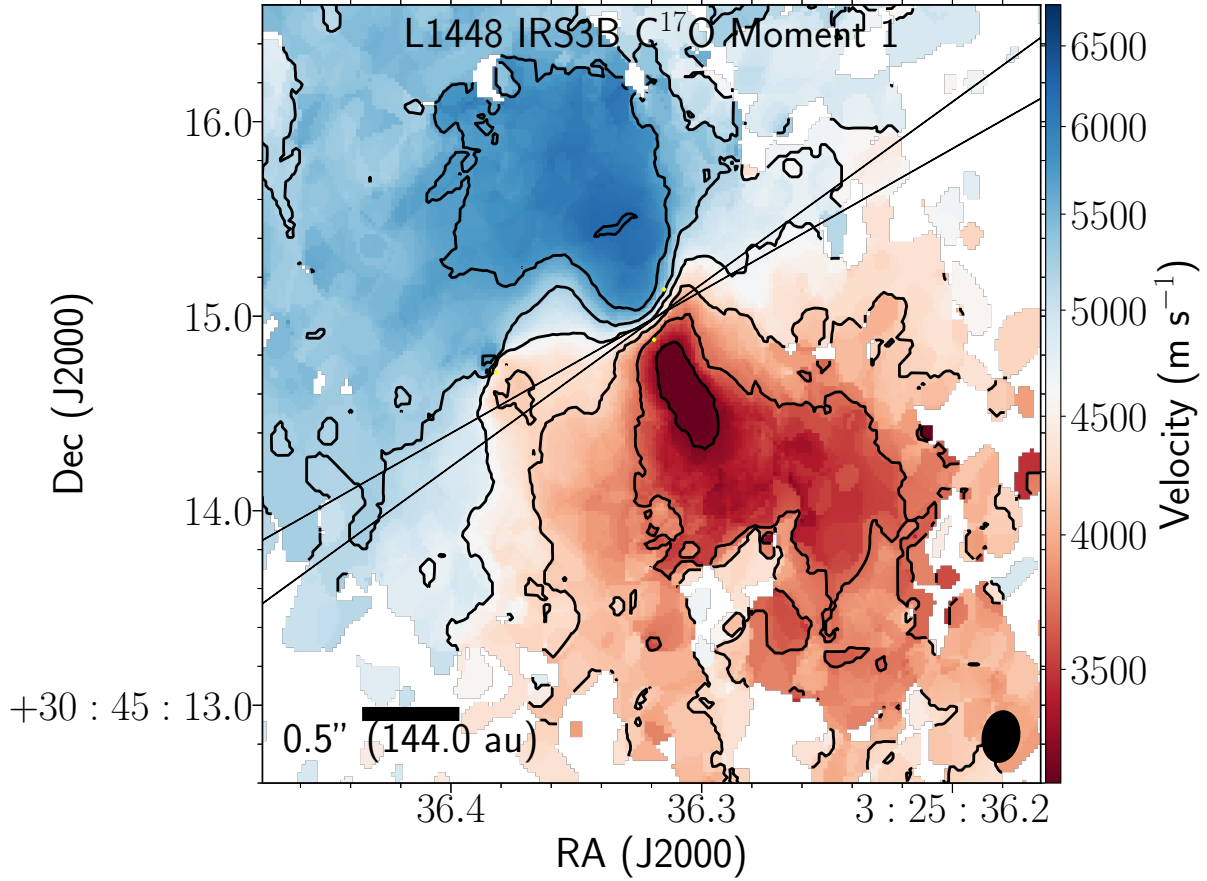 L1448 IRS3B C¹⁷O Moment 1
16.0
15.0
14.0
+30 : 45 : 13.0
Dec (J2000)
0.5" (144.0 au)
36.4
36.3
3 : 25 : 36.2
RA (J2000)
6500
6000
5500
5000
4500
4000
3500
Velocity (m s⁻¹)